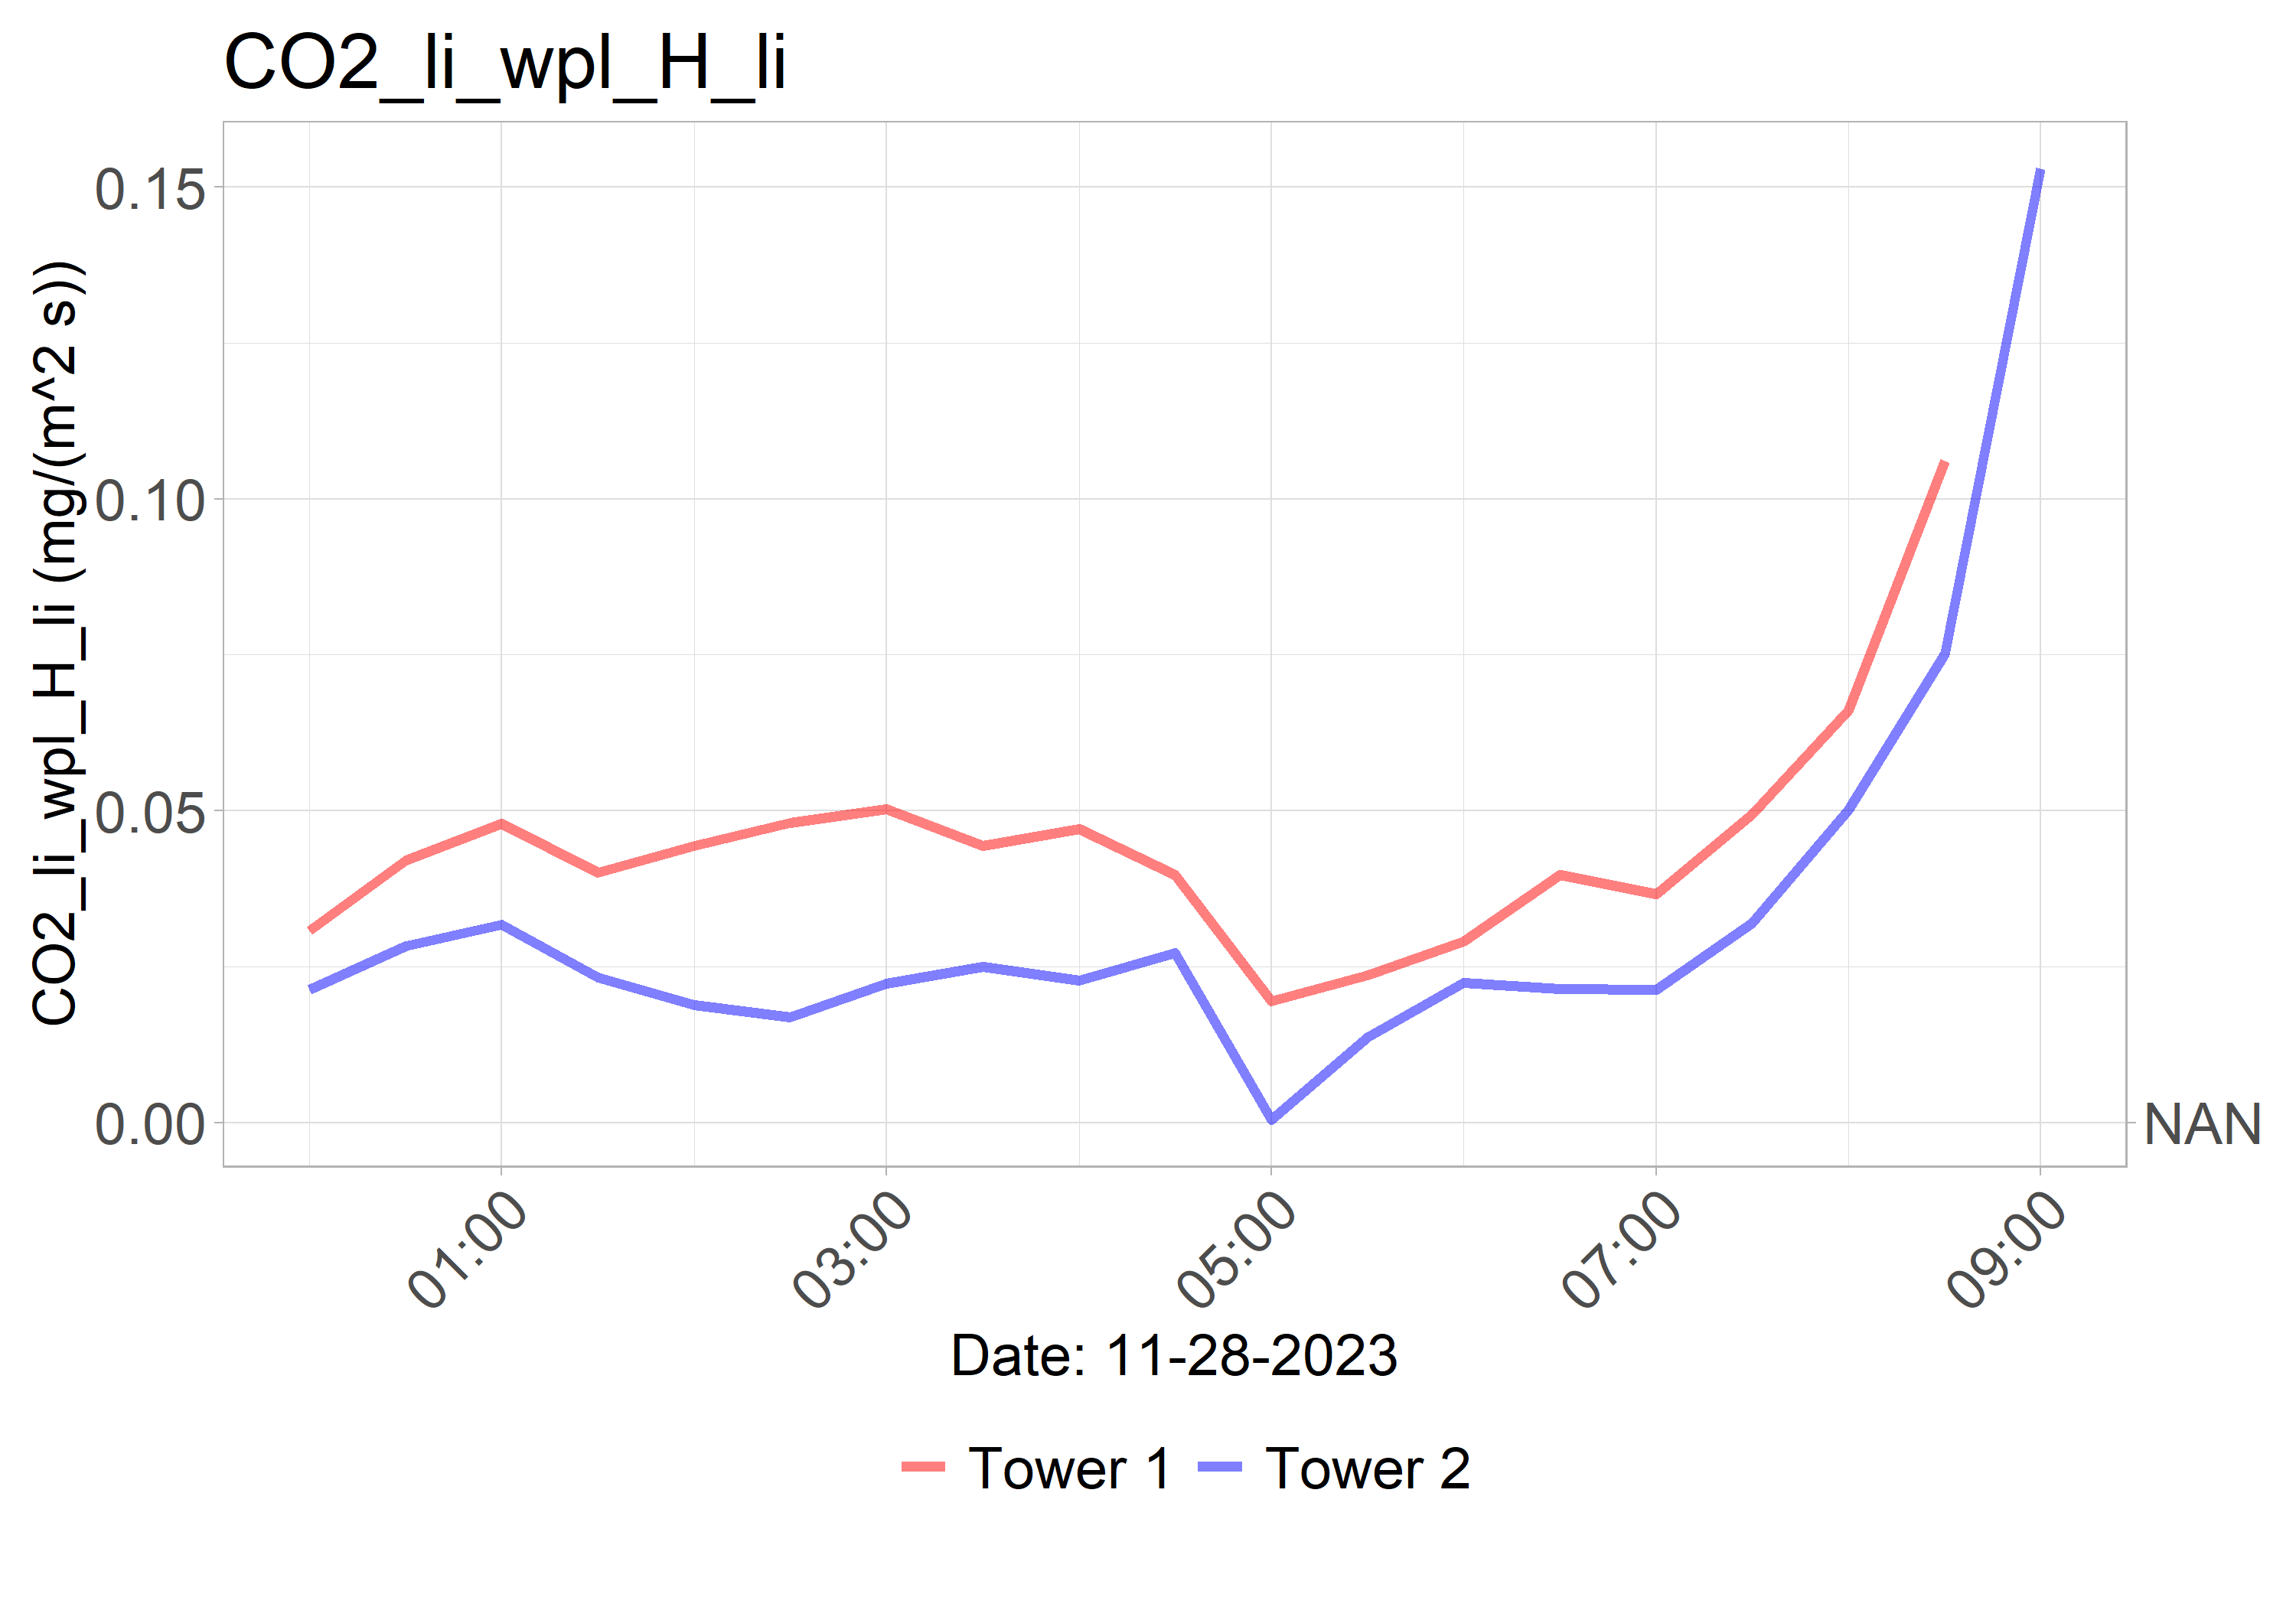 CO2_li_wpl_H_li
CO2_li_wpl_H_li (mg/(m^2 s))
0.15
0.10
0.05
0.00
NAN
01:00
03:00
05:00
07:00
09:00
Date: 11-28-2023
Tower 1
Tower 2